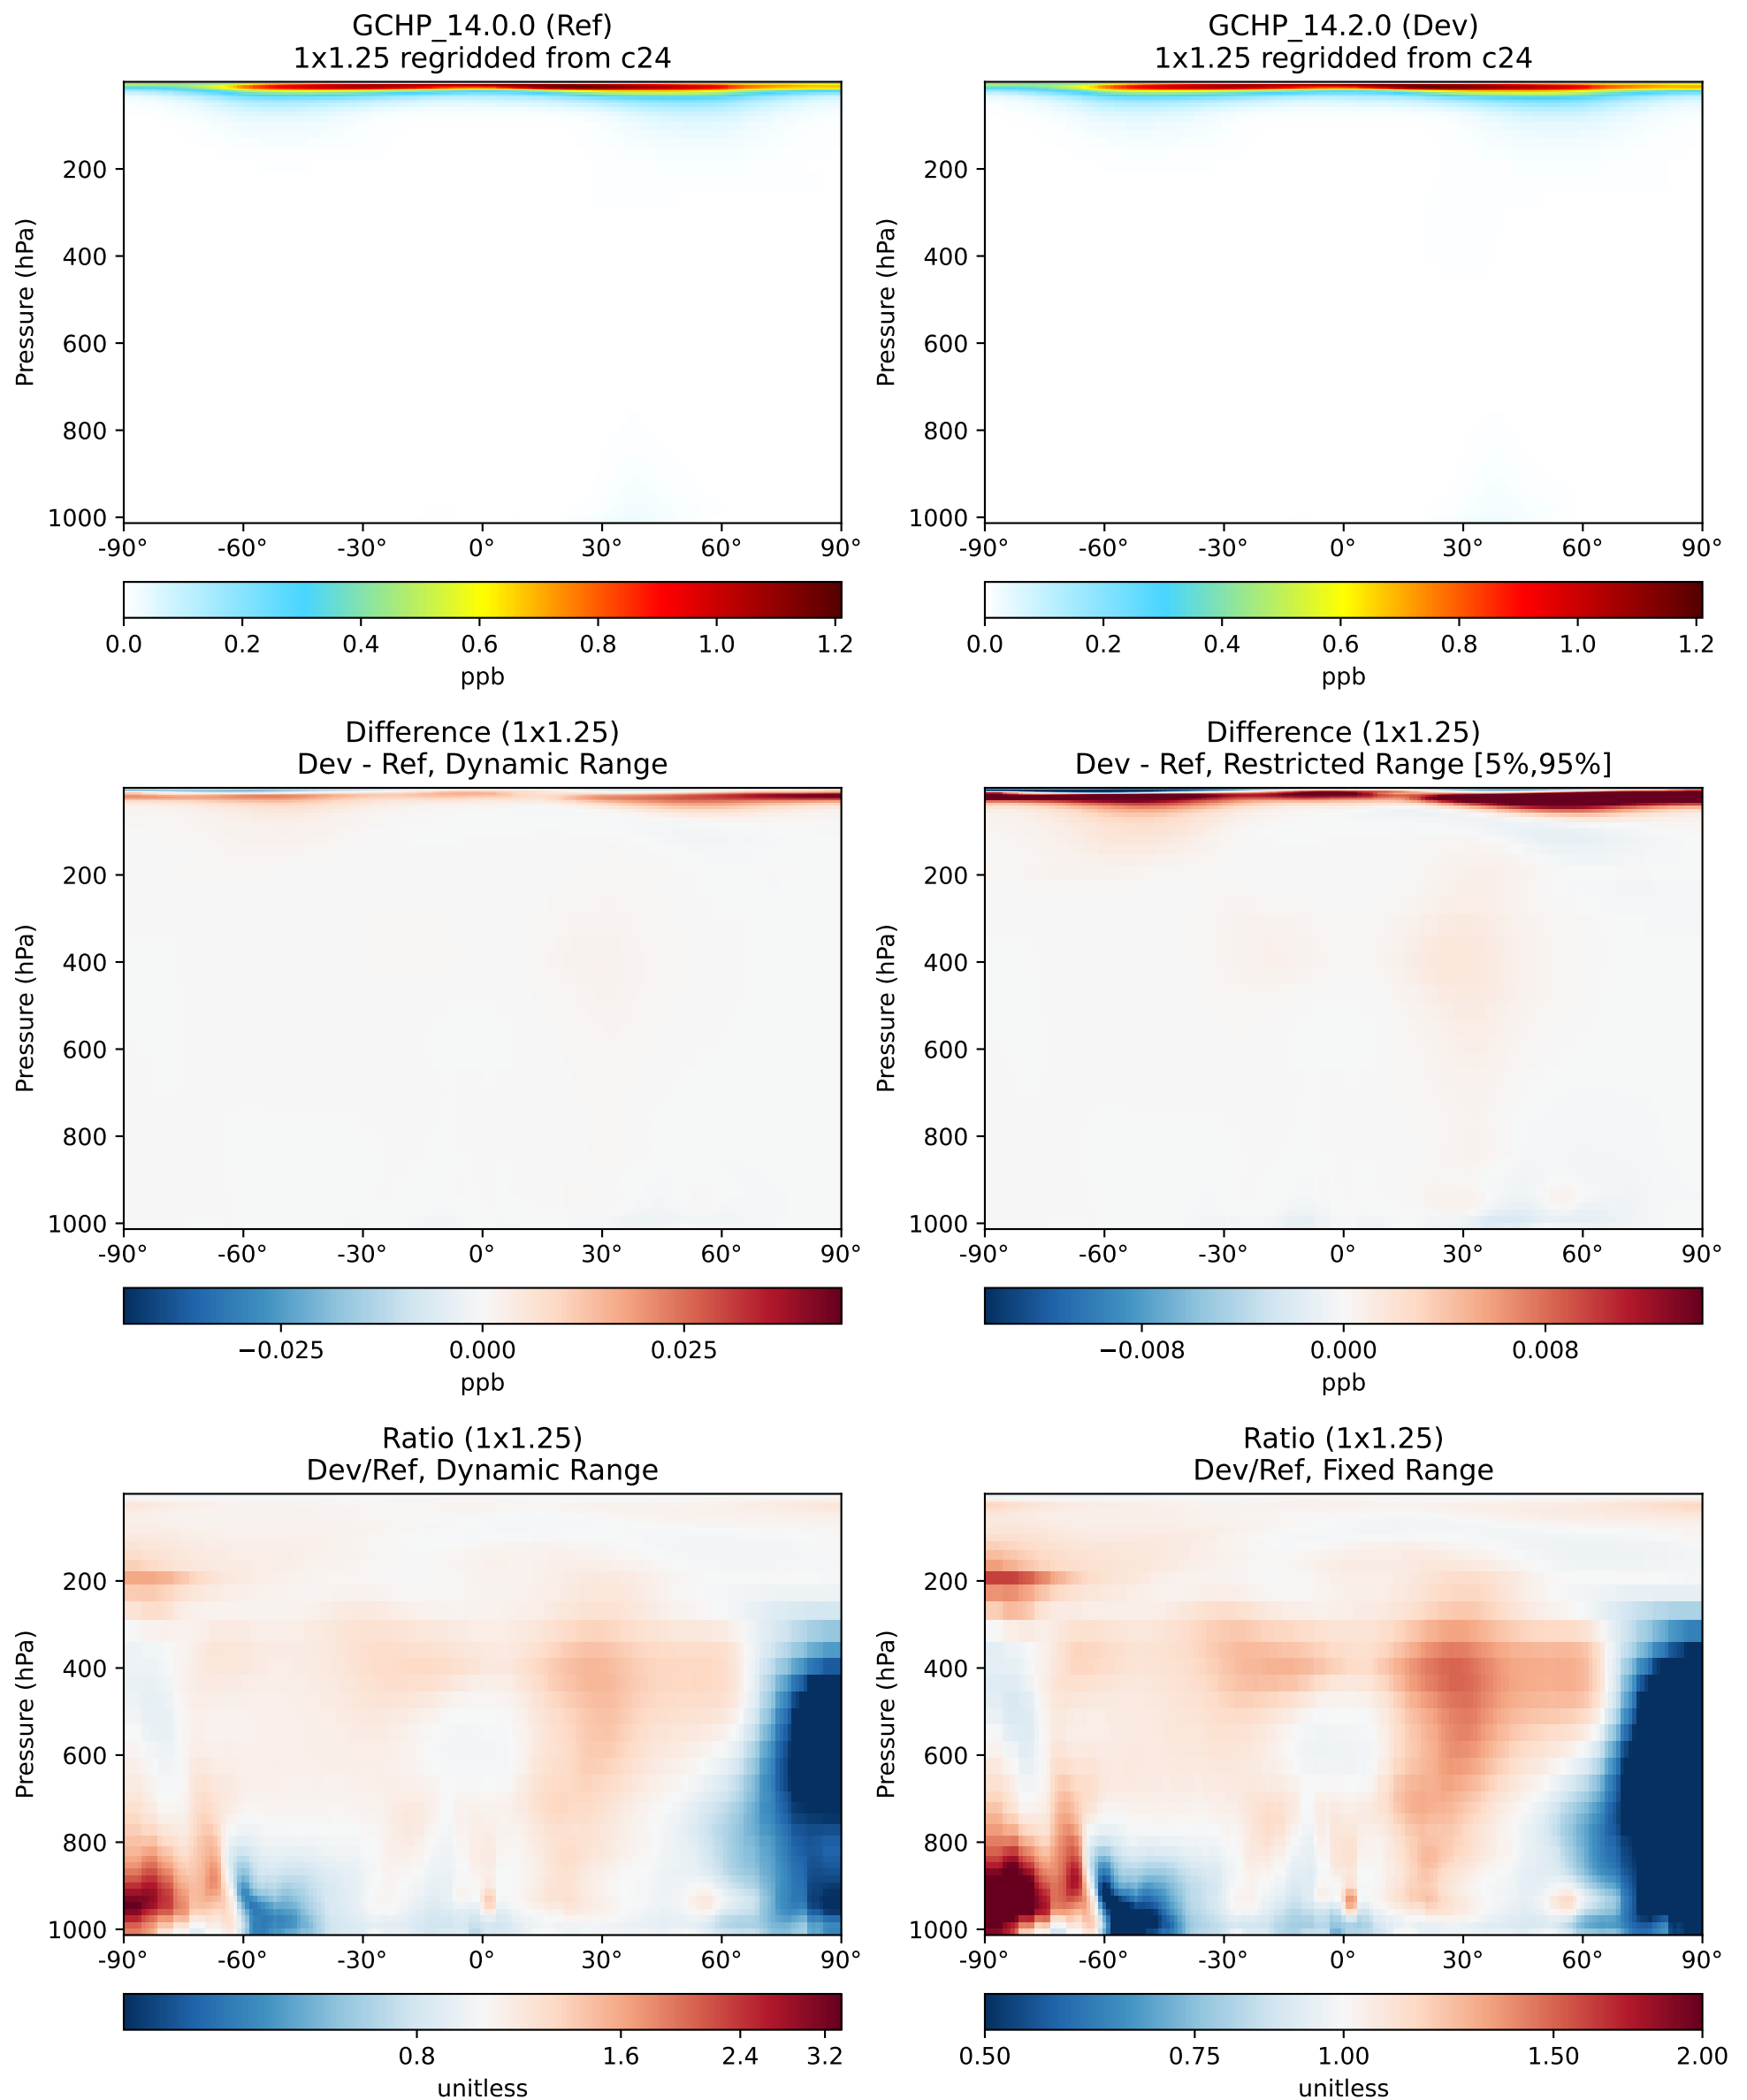 GCHP_14.0.0 (Ref)
1x1.25 regridded from c24
Pressure (hPa)
200
400
600
800
1000
-90° -60° -30° 0° 30° 60° 90°
0.0 0.2 0.4 0.6 0.8 1.0 1.2
ppb
GCHP_14.2.0 (Dev)
1x1.25 regridded from c24
Pressure (hPa)
200
400
600
800
1000
-90° -60° -30° 0° 30° 60° 90°
0.0 0.2 0.4 0.6 0.8 1.0 1.2
ppb
Difference (1x1.25)
Dev - Ref, Dynamic Range
Pressure (hPa)
200
400
600
800
1000
-90° -60° -30° 0° 30° 60° 90°
−0.025 0.000 0.025
ppb
Difference (1x1.25)
Dev - Ref, Restricted Range [5%,95%]
Pressure (hPa)
200
400
600
800
1000
-90° -60° -30° 0° 30° 60° 90°
−0.008 0.000 0.008
ppb
Ratio (1x1.25)
Dev/Ref, Dynamic Range
Pressure (hPa)
200
400
600
800
1000
-90° -60° -30° 0° 30° 60° 90°
0.8 1.6 2.4 3.2
unitless
Ratio (1x1.25)
Dev/Ref, Fixed Range
Pressure (hPa)
200
400
600
800
1000
-90° -60° -30° 0° 30° 60° 90°
0.50 0.75 1.00 1.50 2.00
unitless